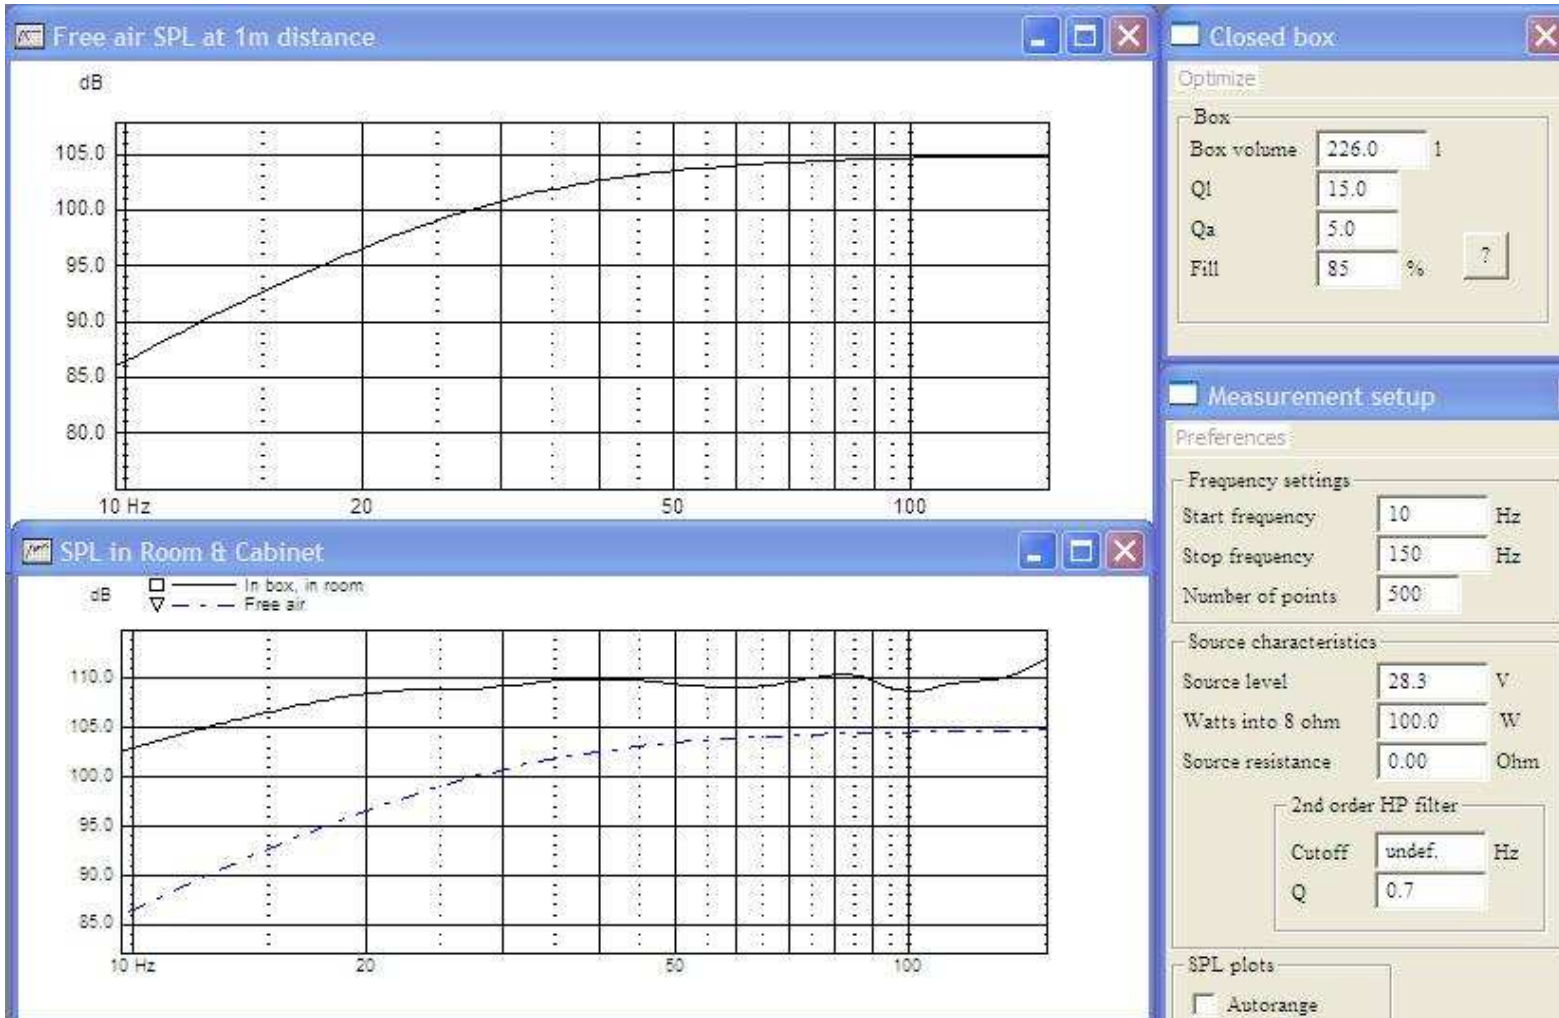 Free air SPL at 1m distance
dB
105.0
100.0
95.0
90.0
85.0
80.0
10 Hz 20 50 100
SPL in Room & Cabinet
dB
In box, in room
Free air
110.0
105.0
100.0
95.0
90.0
85.0
10 Hz 20 50 100
Closed box
Optimize
Box
Box volume 226.0 l
Ql 15.0
Qa 5.0
Fill 85 %
?
Measurement setup
Preferences
Frequency settings
Start frequency 10 Hz
Stop frequency 150 Hz
Number of points 500
Source characteristics
Source level 28.3 V
Watts into 8 ohm 100.0 W
Source resistance 0.00 Ohm
2nd order HP filter
Cutoff undef. Hz
Q 0.7
SPL plots
Autorange